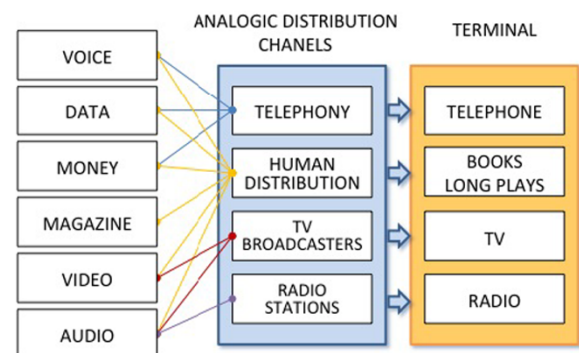 ANALOGIC DISTRIBUTION
CHANELS
TERMINAL
VOICE
DATA
MONEY
MAGAZINE
VIDEO
AUDIO
TELEPHONY
HUMAN
DISTRIBUTION
TV
BROADCASTERS
RADIO
STATIONS
TELEPHONE
BOOKS
LONG PLAYS
TV
RADIO